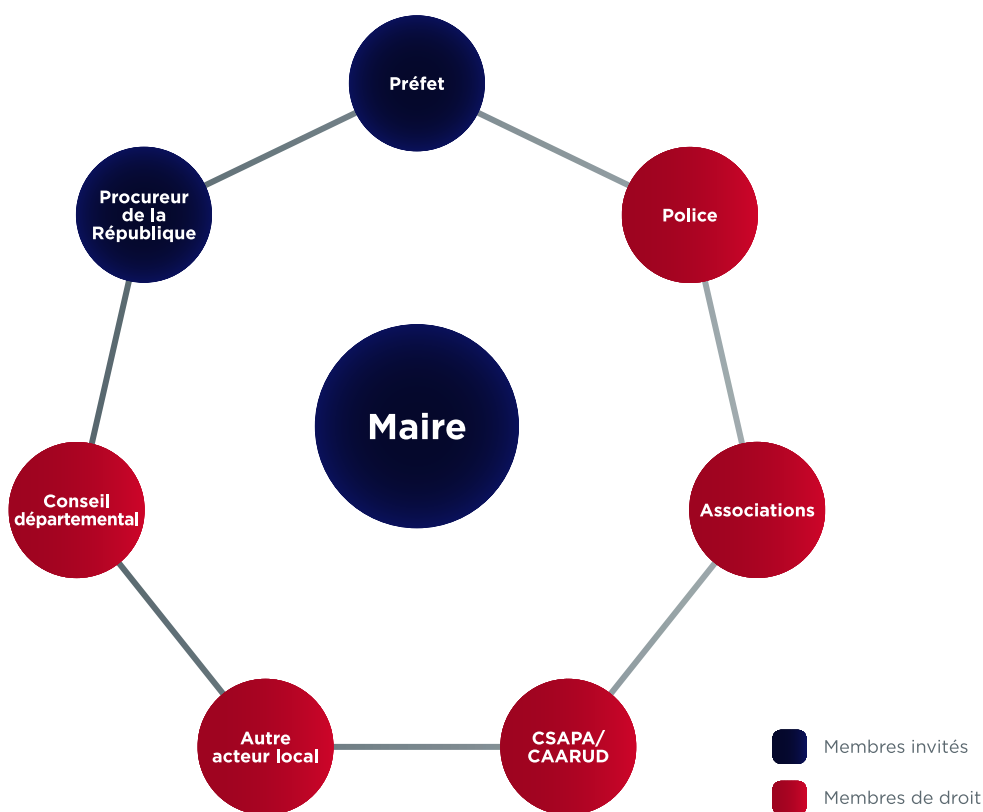 Préfet
Procureur
de la
République
Police
Maire
Conseil
départemental
Associations
Autre
acteur local
CSAPA/
CAARUD
Membres invités
Membres de droit